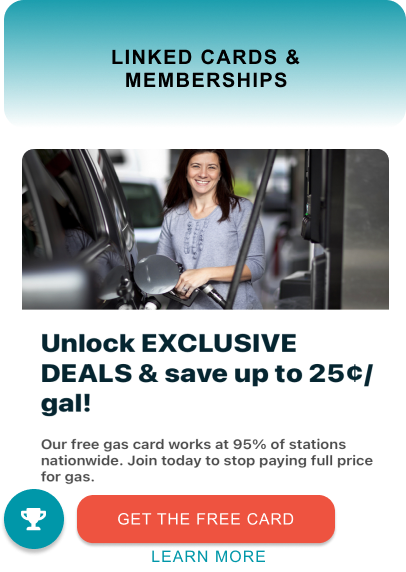 LINKED CARDS &
MEMBERSHIPS
Unlock EXCLUSIVE
DEALS & save up to 25¢/
gal!
Our free gas card works at 95% of stations
nationwide. Join today to stop paying full price
for gas.
GET THE FREE CARD
LEARN MORE